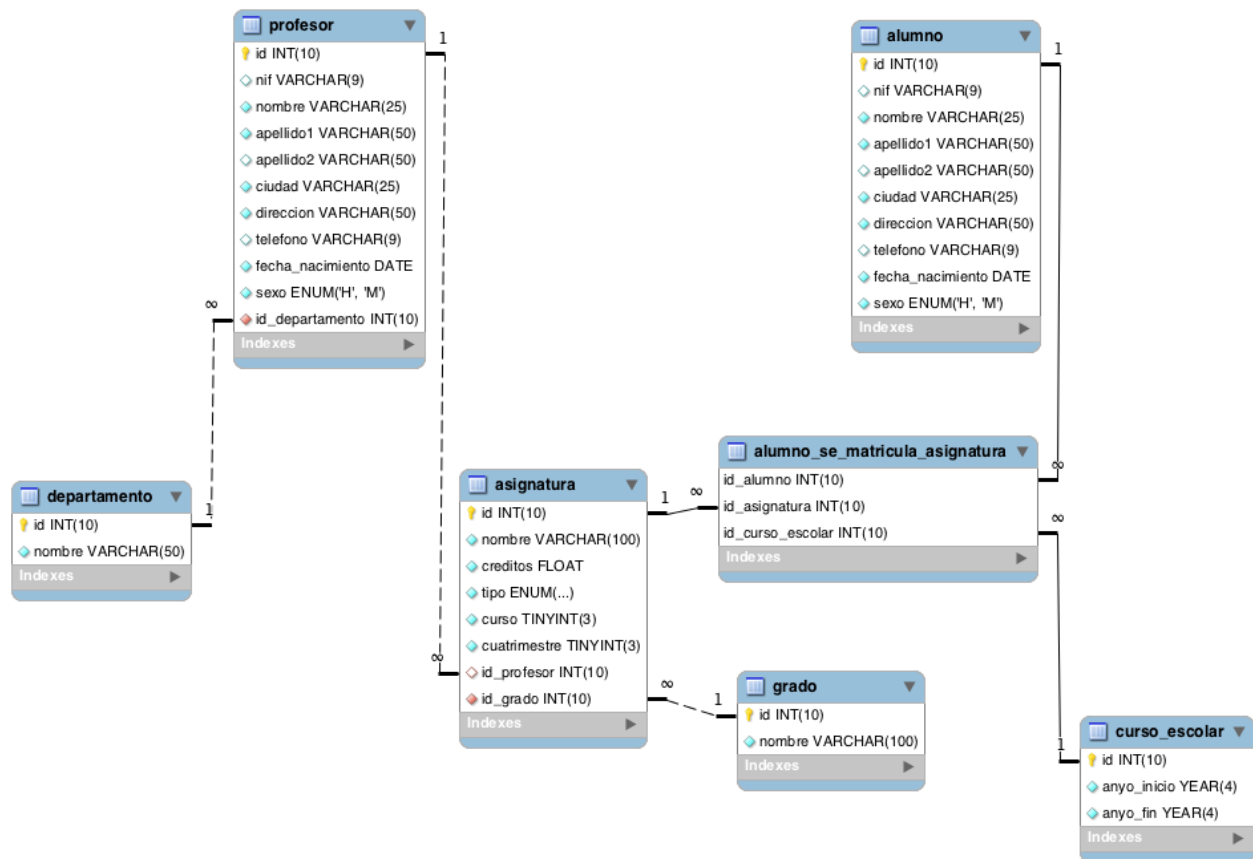 profesor
id INT(10)
nif VARCHAR(9)
nombre VARCHAR(25)
apellido1 VARCHAR(50)
apellido2 VARCHAR(50)
ciudad VARCHAR(25)
direccion VARCHAR(50)
telefono VARCHAR(9)
fecha_nacimiento DATE
sexo ENUM('H', 'M')
id_departamento INT(10)
Indexes
1
∞
alumno
id INT(10)
nif VARCHAR(9)
nombre VARCHAR(25)
apellido1 VARCHAR(50)
apellido2 VARCHAR(50)
ciudad VARCHAR(25)
direccion VARCHAR(50)
telefono VARCHAR(9)
fecha_nacimiento DATE
sexo ENUM('H', 'M')
Indexes
1
departamento
id INT(10)
nombre VARCHAR(50)
Indexes
1
asignatura
id INT(10)
nombre VARCHAR(100)
creditos FLOAT
tipo ENUM(...)
curso TINYINT(3)
cuatrimestre TINYINT(3)
id_profesor INT(10)
id_grado INT(10)
Indexes
1
∞
∞
alumno_se_matricula_asignatura
id_alumno INT(10)
id_asignatura INT(10)
id_curso_escolar INT(10)
Indexes
∞
∞
∞
grado
id INT(10)
nombre VARCHAR(100)
Indexes
1
curso_escolar
id INT(10)
anyo_inicio YEAR(4)
anyo_fin YEAR(4)
Indexes
1